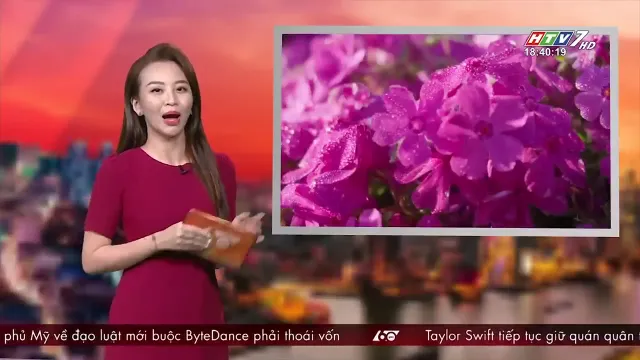 HTV7 HD
18:40:19
phủ Mỹ về đạo luật mới buộc ByteDance phải thoái vốn
60
Taylor Swift tiếp tục giữ quán quân